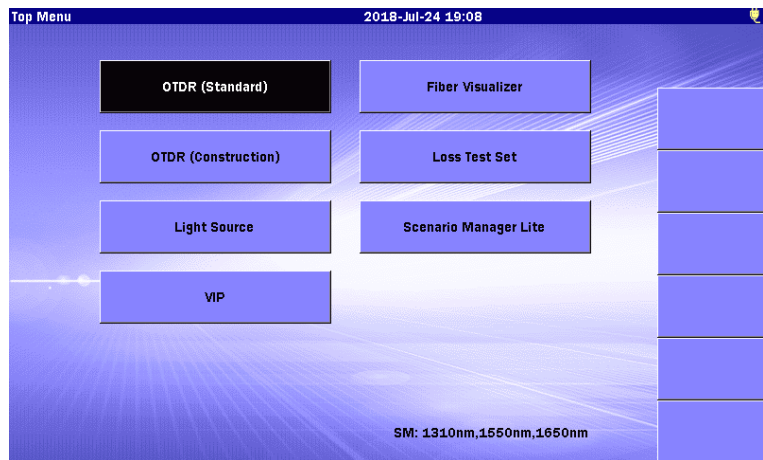 Top Menu 2018-Jul-24 19:08
OTDR (Standard) Fiber Visualizer
OTDR (Construction) Loss Test Set
Light Source Scenario Manager Lite
VIP
SM: 1310nm,1550nm,1650nm